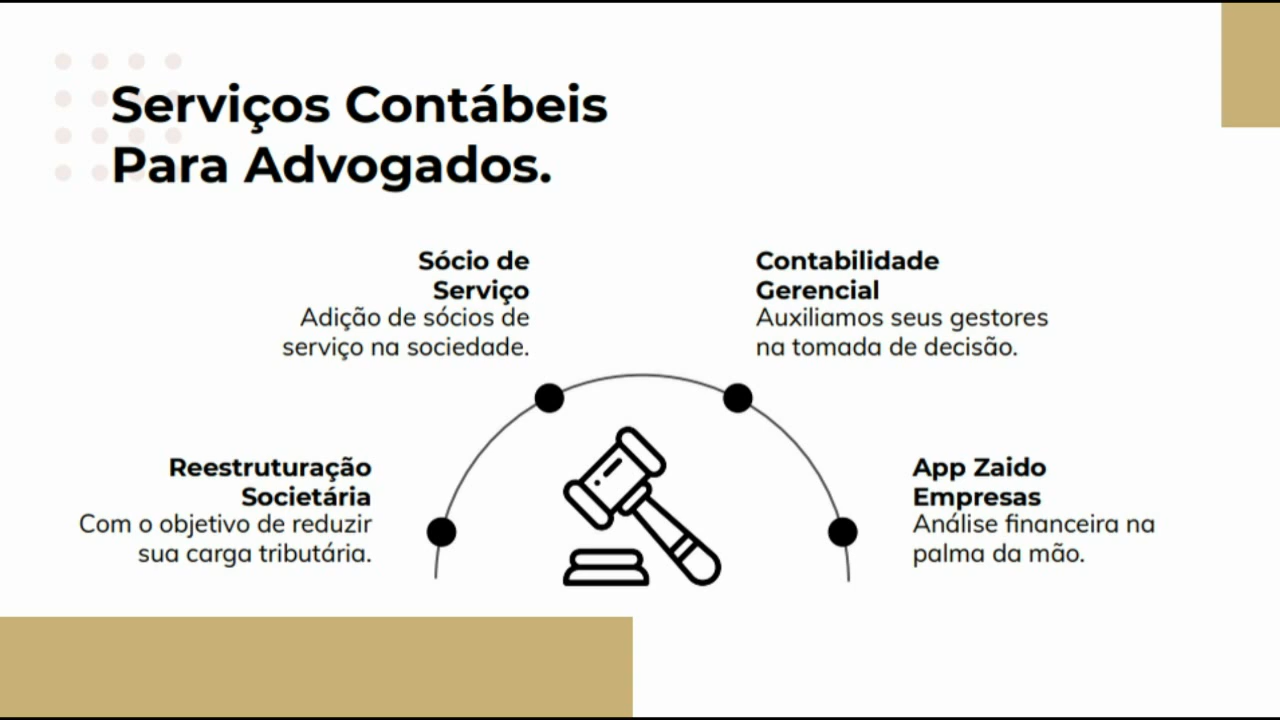 Serviços Contábeis
Para Advogados.
Sócio de
Serviço
Adição de sócios de
serviço na sociedade.
Contabilidade
Gerencial
Auxiliamos seus gestores
na tomada de decisão.
Reestruturação
Societária
Com o objetivo de reduzir
sua carga tributária.
App Zaido
Empresas
Análise financeira na
palma da mão.